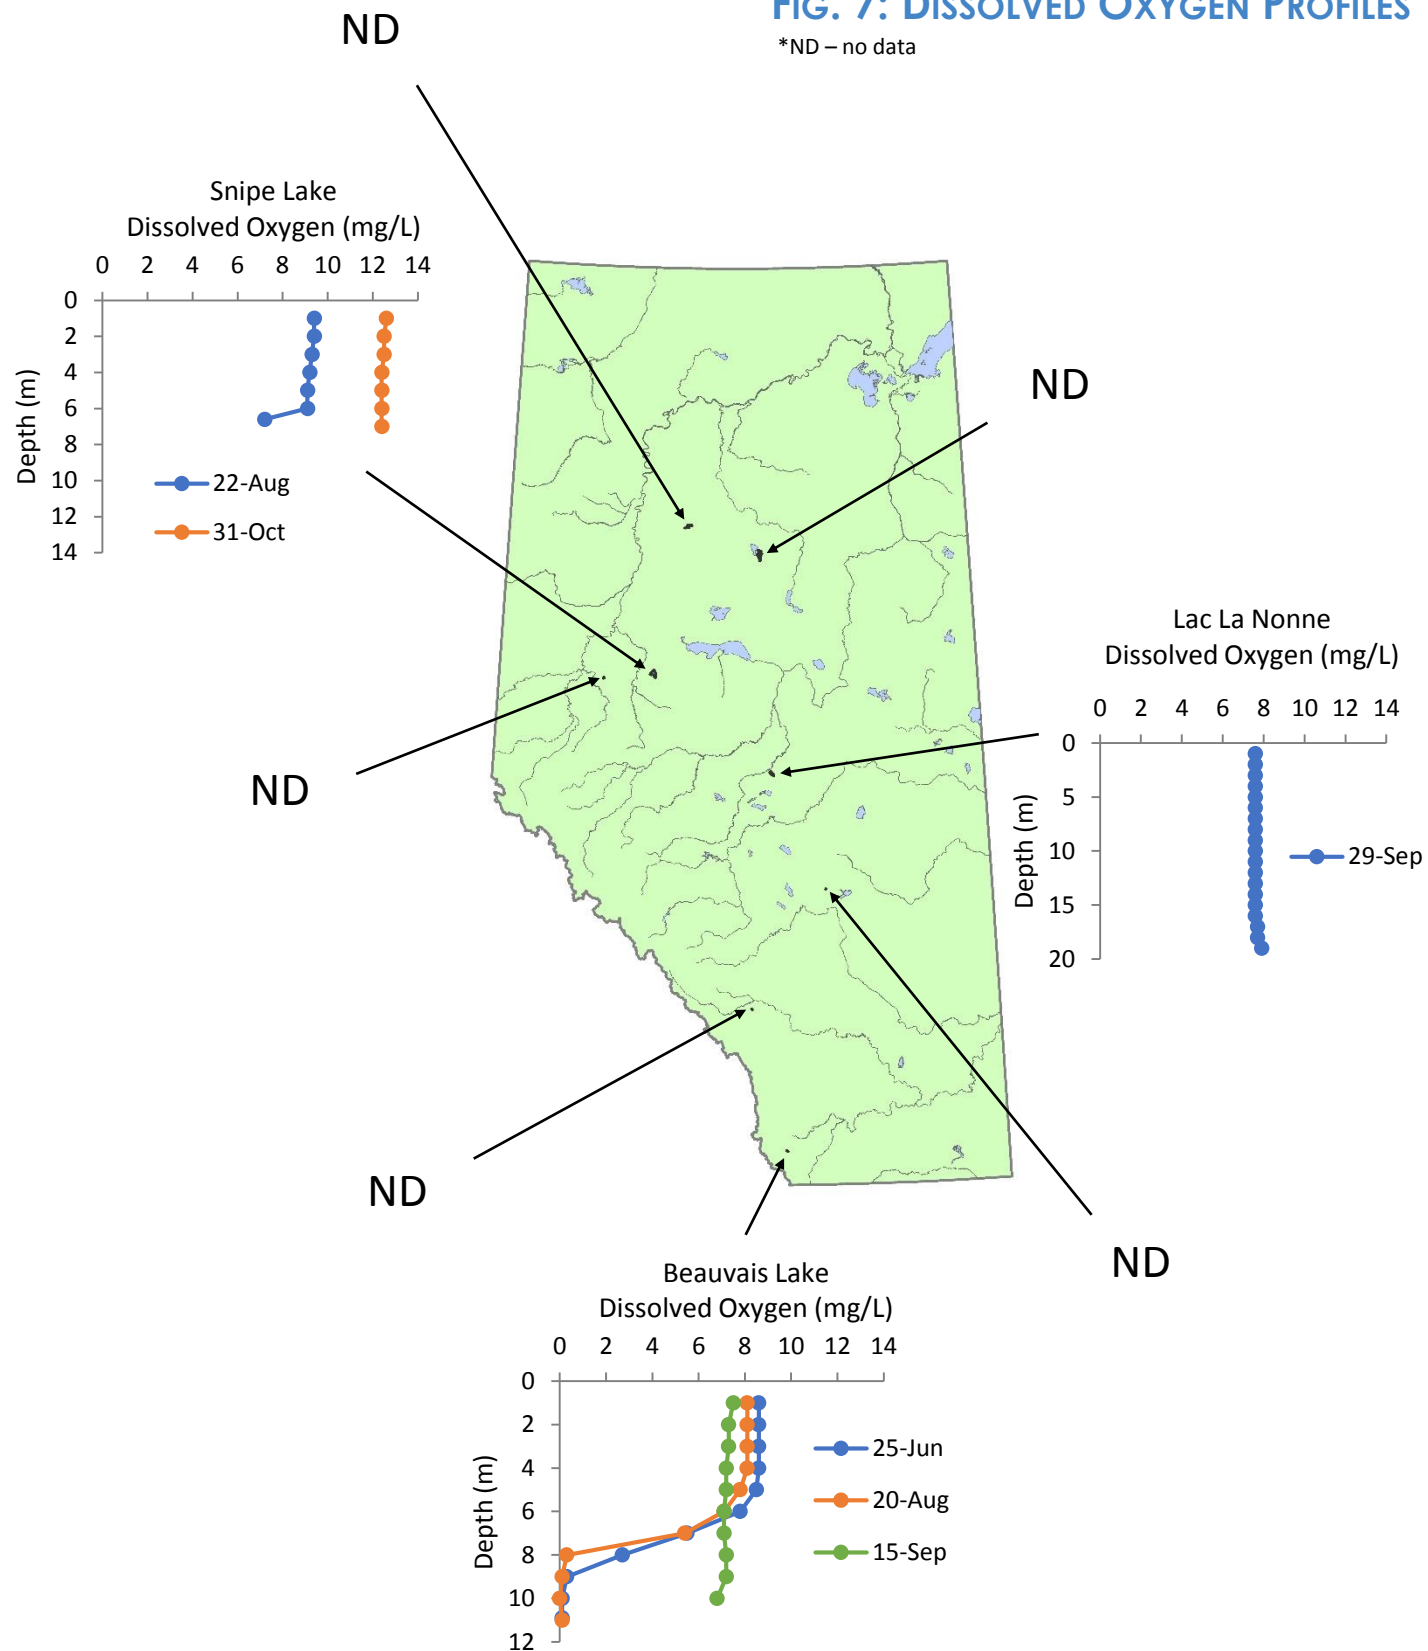 FIG. 7: DISSOLVED OXYGEN PROFILES
*ND – no data
ND
Snipe Lake
Dissolved Oxygen (mg/L)
0 2 4 6 8 10 12 14
0
2
4
6
8
10
12
14
Depth (m)
22-Aug
31-Oct
ND
Lac La Nonne
Dissolved Oxygen (mg/L)
0 2 4 6 8 10 12 14
0
5
10
15
20
Depth (m)
29-Sep
ND
ND
ND
Beauvais Lake
Dissolved Oxygen (mg/L)
0 2 4 6 8 10 12 14
0
2
4
6
8
10
12
Depth (m)
25-Jun
20-Aug
15-Sep